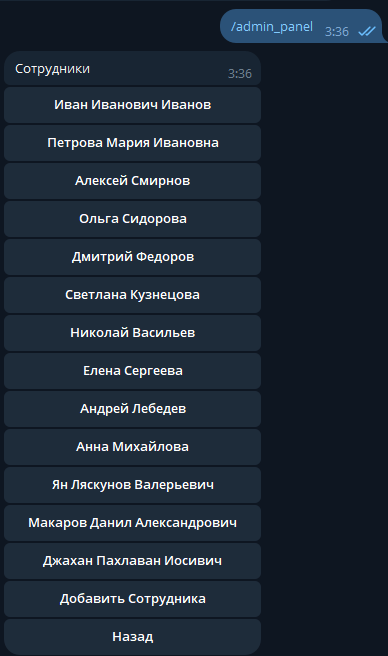 /admin_panel 3:36
Сотрудники 3:36
Иван Иванович Иванов
Петрова Мария Ивановна
Алексей Смирнов
Ольга Сидорова
Дмитрий Федоров
Светлана Кузнецова
Николай Васильев
Елена Сергеева
Андрей Лебедев
Анна Михайлова
Ян Ляскунов Валерьевич
Макаров Данил Александрович
Джахан Пахлаван Иосивич
Добавить Сотрудника
Назад